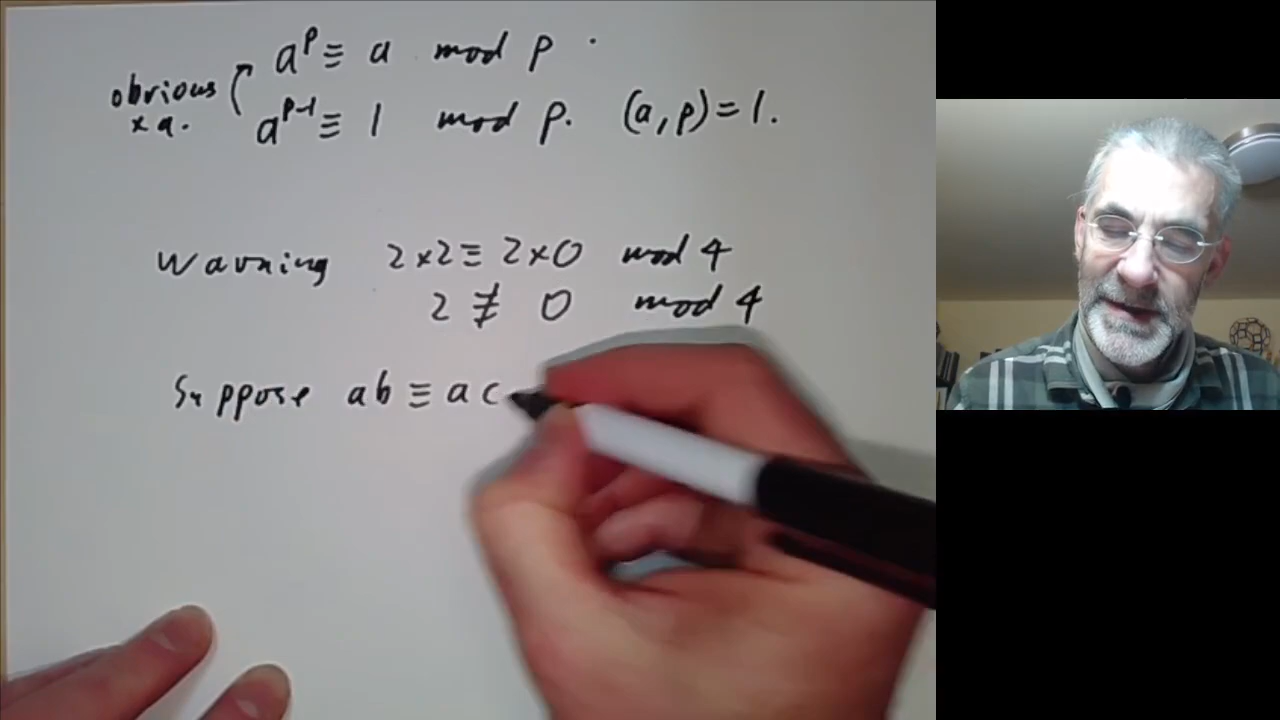 a^p ≡ a mod p .
obvious
x a.
a^{p-1} ≡ 1 mod p. (a, p) = 1.
Warning 2 x 2 ≡ 2 x 0 mod 4
2 ≢ 0 mod 4
Suppose ab ≡ ac